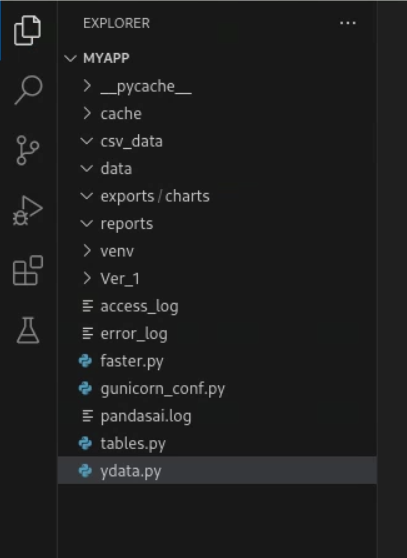 EXPLORER ...
MYAPP
__pycache__
cache
csv_data
data
exports/charts
reports
venv
Ver_1
access_log
error_log
faster.py
gunicorn_conf.py
pandasai.log
tables.py
ydata.py